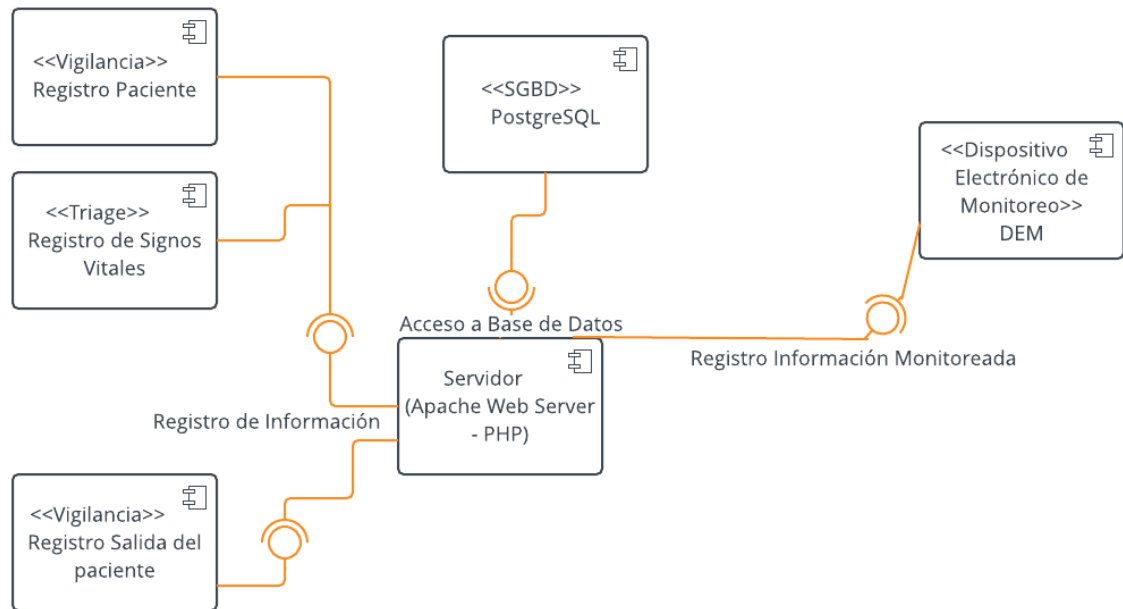 <<Vigilancia>>
Registro Paciente
<<SGBD>>
PostgreSQL
<<Dispositivo
Electrónico de
Monitoreo>>
DEM
<<Triage>>
Registro de Signos
Vitales
Acceso a Base de Datos
Registro Información Monitoreada
Servidor
(Apache Web Server
- PHP)
Registro de Información
<<Vigilancia>>
Registro Salida del
paciente